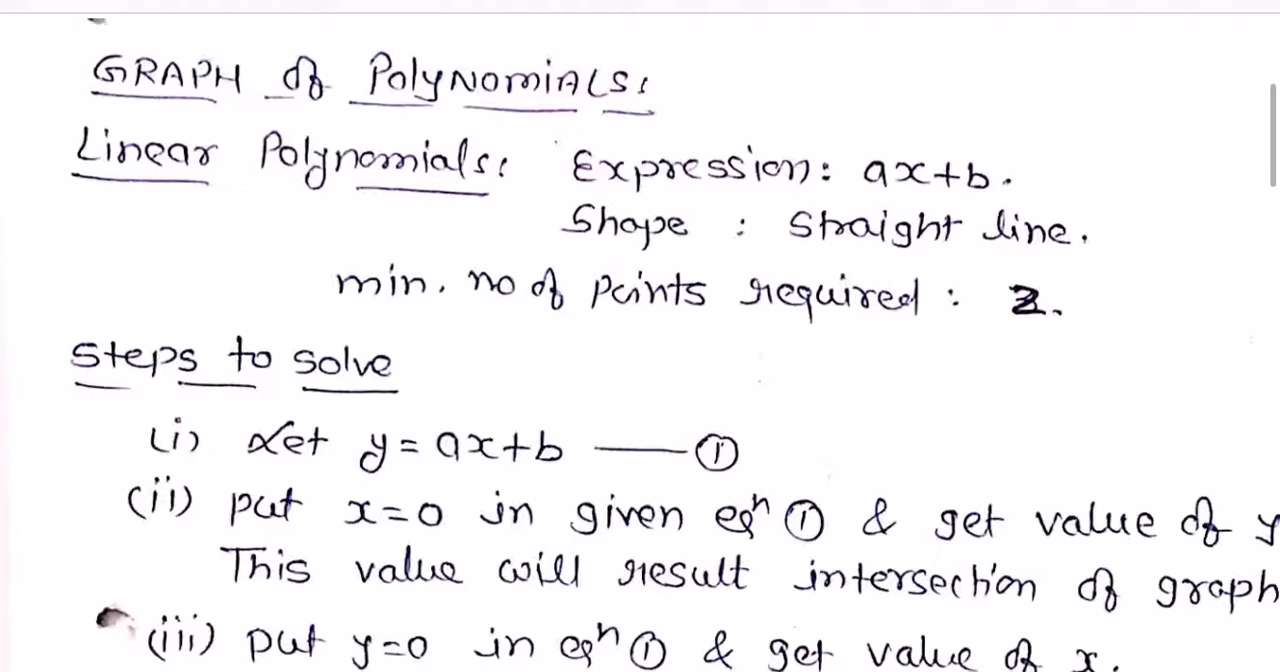 GRAPH of PolyNomiALS:
Linear Polynomials: Expression: ax+b.
Shape : Straight line.
min. no of points required : 2.
Steps to solve
(i) Let y = ax+b —— ①
(ii) put x=0 in given eqⁿ ① & get value of y
This value will result intersection of graph
(iii) put y=0 in eqⁿ ① & get value of x.